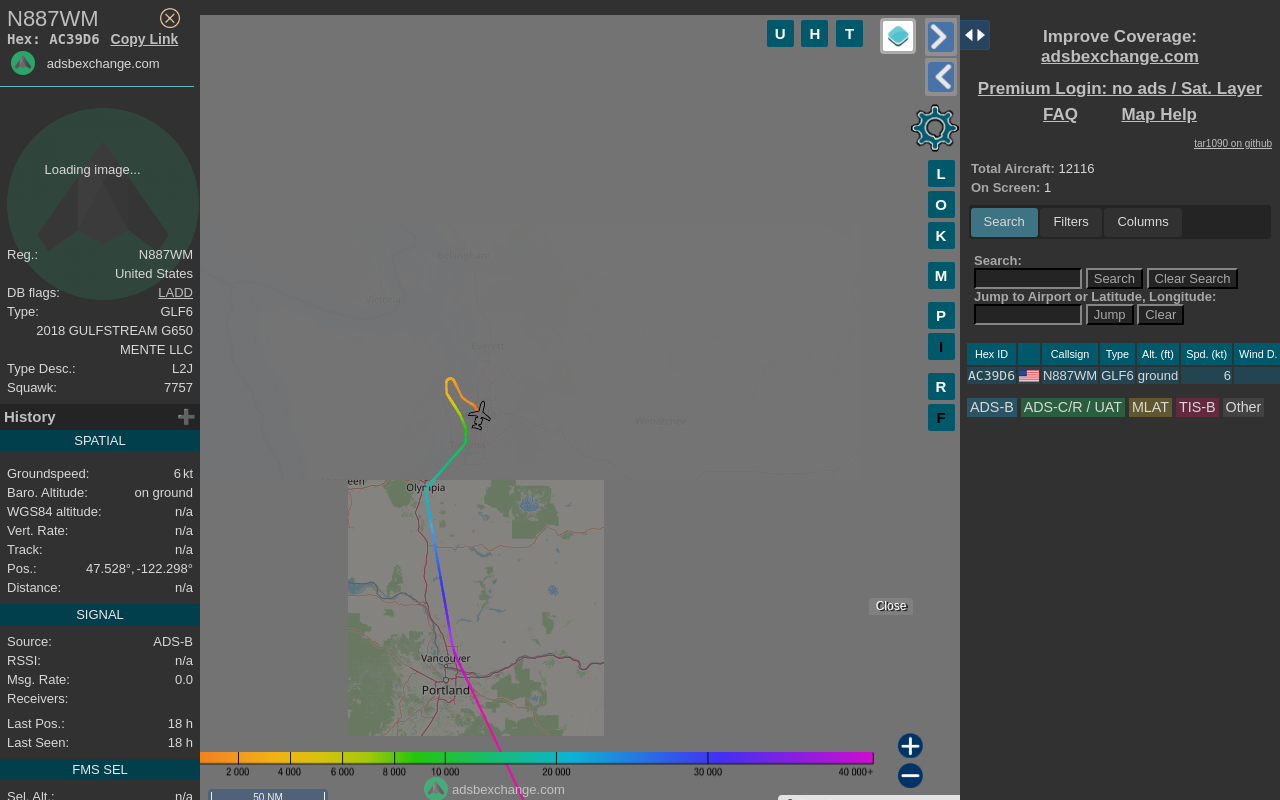 N887WM
Hex: AC39D6 Copy Link
adsbexchange.com
Loading image...
Reg.: N887WM
United States
DB flags: LADD
Type: GLF6
2018 GULFSTREAM G650
MENTE LLC
Type Desc.: L2J
Squawk: 7757
History
SPATIAL
Groundspeed: 6 kt
Baro. Altitude: on ground
WGS84 altitude: n/a
Vert. Rate: n/a
Track: n/a
Pos.: 47.528°, -122.298°
Distance: n/a
SIGNAL
Source: ADS-B
RSSI: n/a
Msg. Rate: 0.0
Receivers:
Last Pos.: 18 h
Last Seen: 18 h
FMS SEL
Sel. Alt.: n/a
U H T
L
O
K
M
P
I
R
F
Bellingham
Victoria
Everett
Wenatchee
Olympia
Vancouver
Portland
Close
2 000 4 000 6 000 8 000 10 000 20 000 30 000 40 000+
adsbexchange.com
50 NM
Improve Coverage:
adsbexchange.com
Premium Login: no ads / Sat. Layer
FAQ Map Help
tar1090 on github
Total Aircraft: 12116
On Screen: 1
Search Filters Columns
Search:
Search Clear Search
Jump to Airport or Latitude, Longitude:
Jump Clear
Hex ID Callsign Type Alt. (ft) Spd. (kt) Wind D.
AC39D6 N887WM GLF6 ground 6
ADS-B ADS-C/R / UAT MLAT TIS-B Other